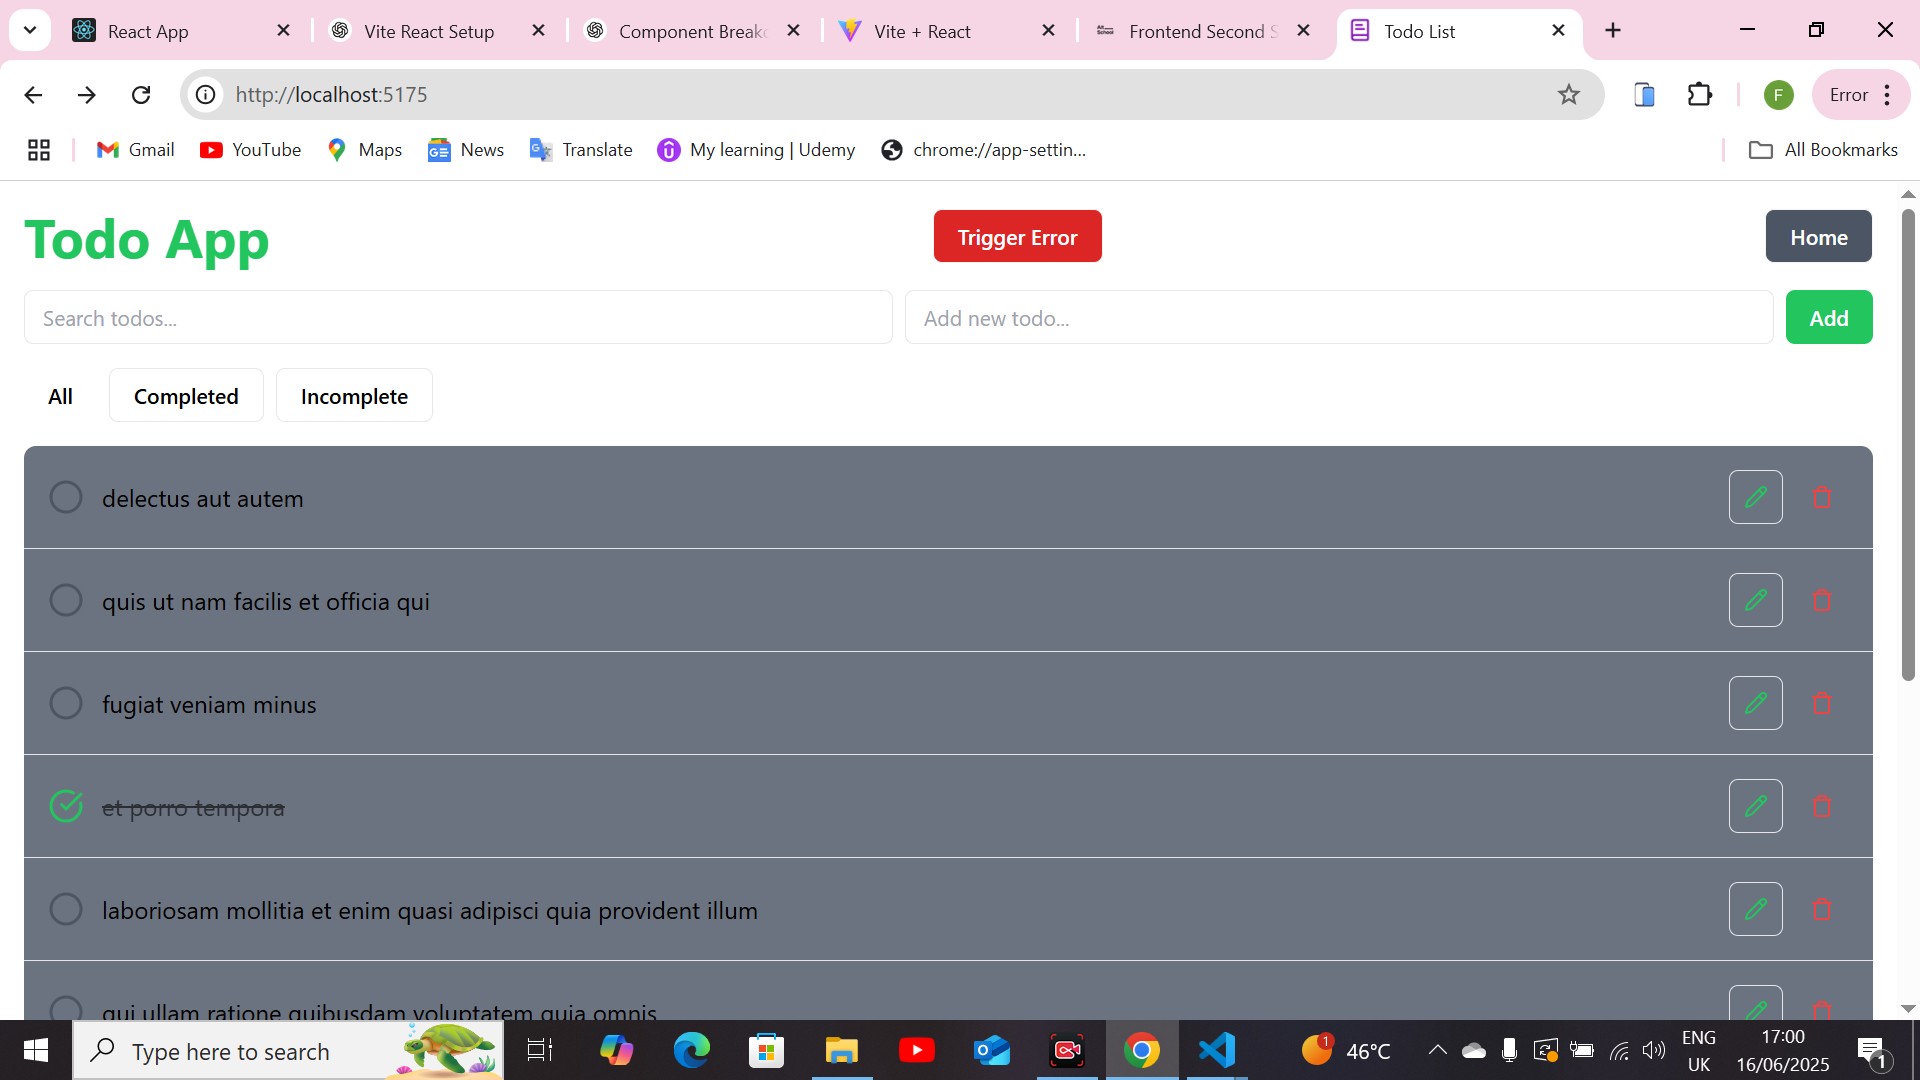 React App
Vite React Setup
Component Break
Vite + React
Frontend Second S
Todo List
http://localhost:5175
F
Error
Gmail
YouTube
Maps
News
Translate
My learning | Udemy
chrome://app-settin...
All Bookmarks
Todo App
Trigger Error
Home
Search todos...
Add new todo...
Add
All
Completed
Incomplete
delectus aut autem
quis ut nam facilis et officia qui
fugiat veniam minus
et porro tempora
laboriosam mollitia et enim quasi adipisci quia provident illum
qui ullam ratione quibusdam voluptatem quia omnis
Type here to search
1
46°C
ENG
UK
17:00
16/06/2025
1